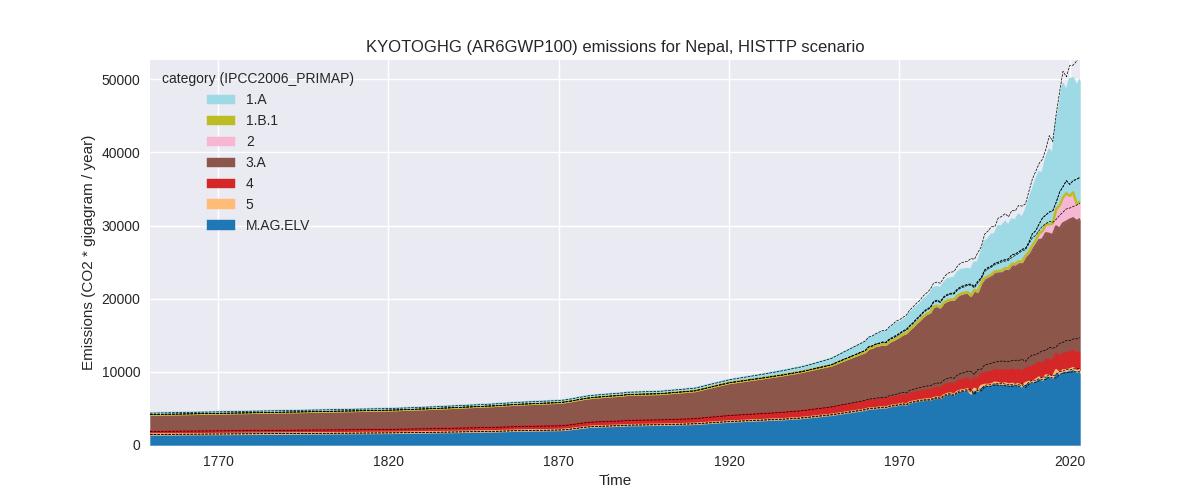 KYOTOGHG (AR6GWP100) emissions for Nepal, HISTTP scenario
category (IPCC2006_PRIMAP)
1.A
1.B.1
2
3.A
4
5
M.AG.ELV
Emissions (CO2 * gigagram / year)
50000
40000
30000
20000
10000
0
1770
1820
1870
1920
1970
2020
Time